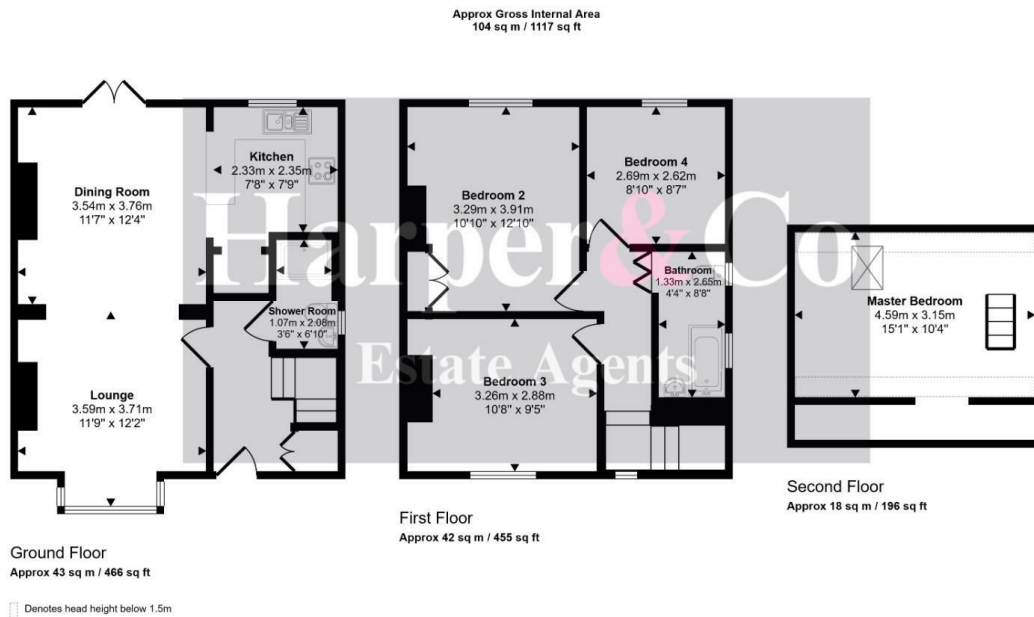 Approx Gross Internal Area
104 sq m / 1117 sq ft
Dining Room
3.54m x 3.76m
11'7" x 12'4"
Kitchen
2.33m x 2.35m
7'8" x 7'9"
Shower Room
1.07m x 2.08m
3'6" x 6'10"
Lounge
3.59m x 3.71m
11'9" x 12'2"
Ground Floor
Approx 43 sq m / 466 sq ft
Bedroom 2
3.29m x 3.91m
10'10" x 12'10"
Bedroom 4
2.69m x 2.62m
8'10" x 8'7"
Bathroom
1.33m x 2.65m
4'4" x 8'8"
Bedroom 3
3.26m x 2.88m
10'8" x 9'5"
First Floor
Approx 42 sq m / 455 sq ft
Master Bedroom
4.59m x 3.15m
15'1" x 10'4"
Second Floor
Approx 18 sq m / 196 sq ft
Harper&Co
Estate Agents
Denotes head height below 1.5m